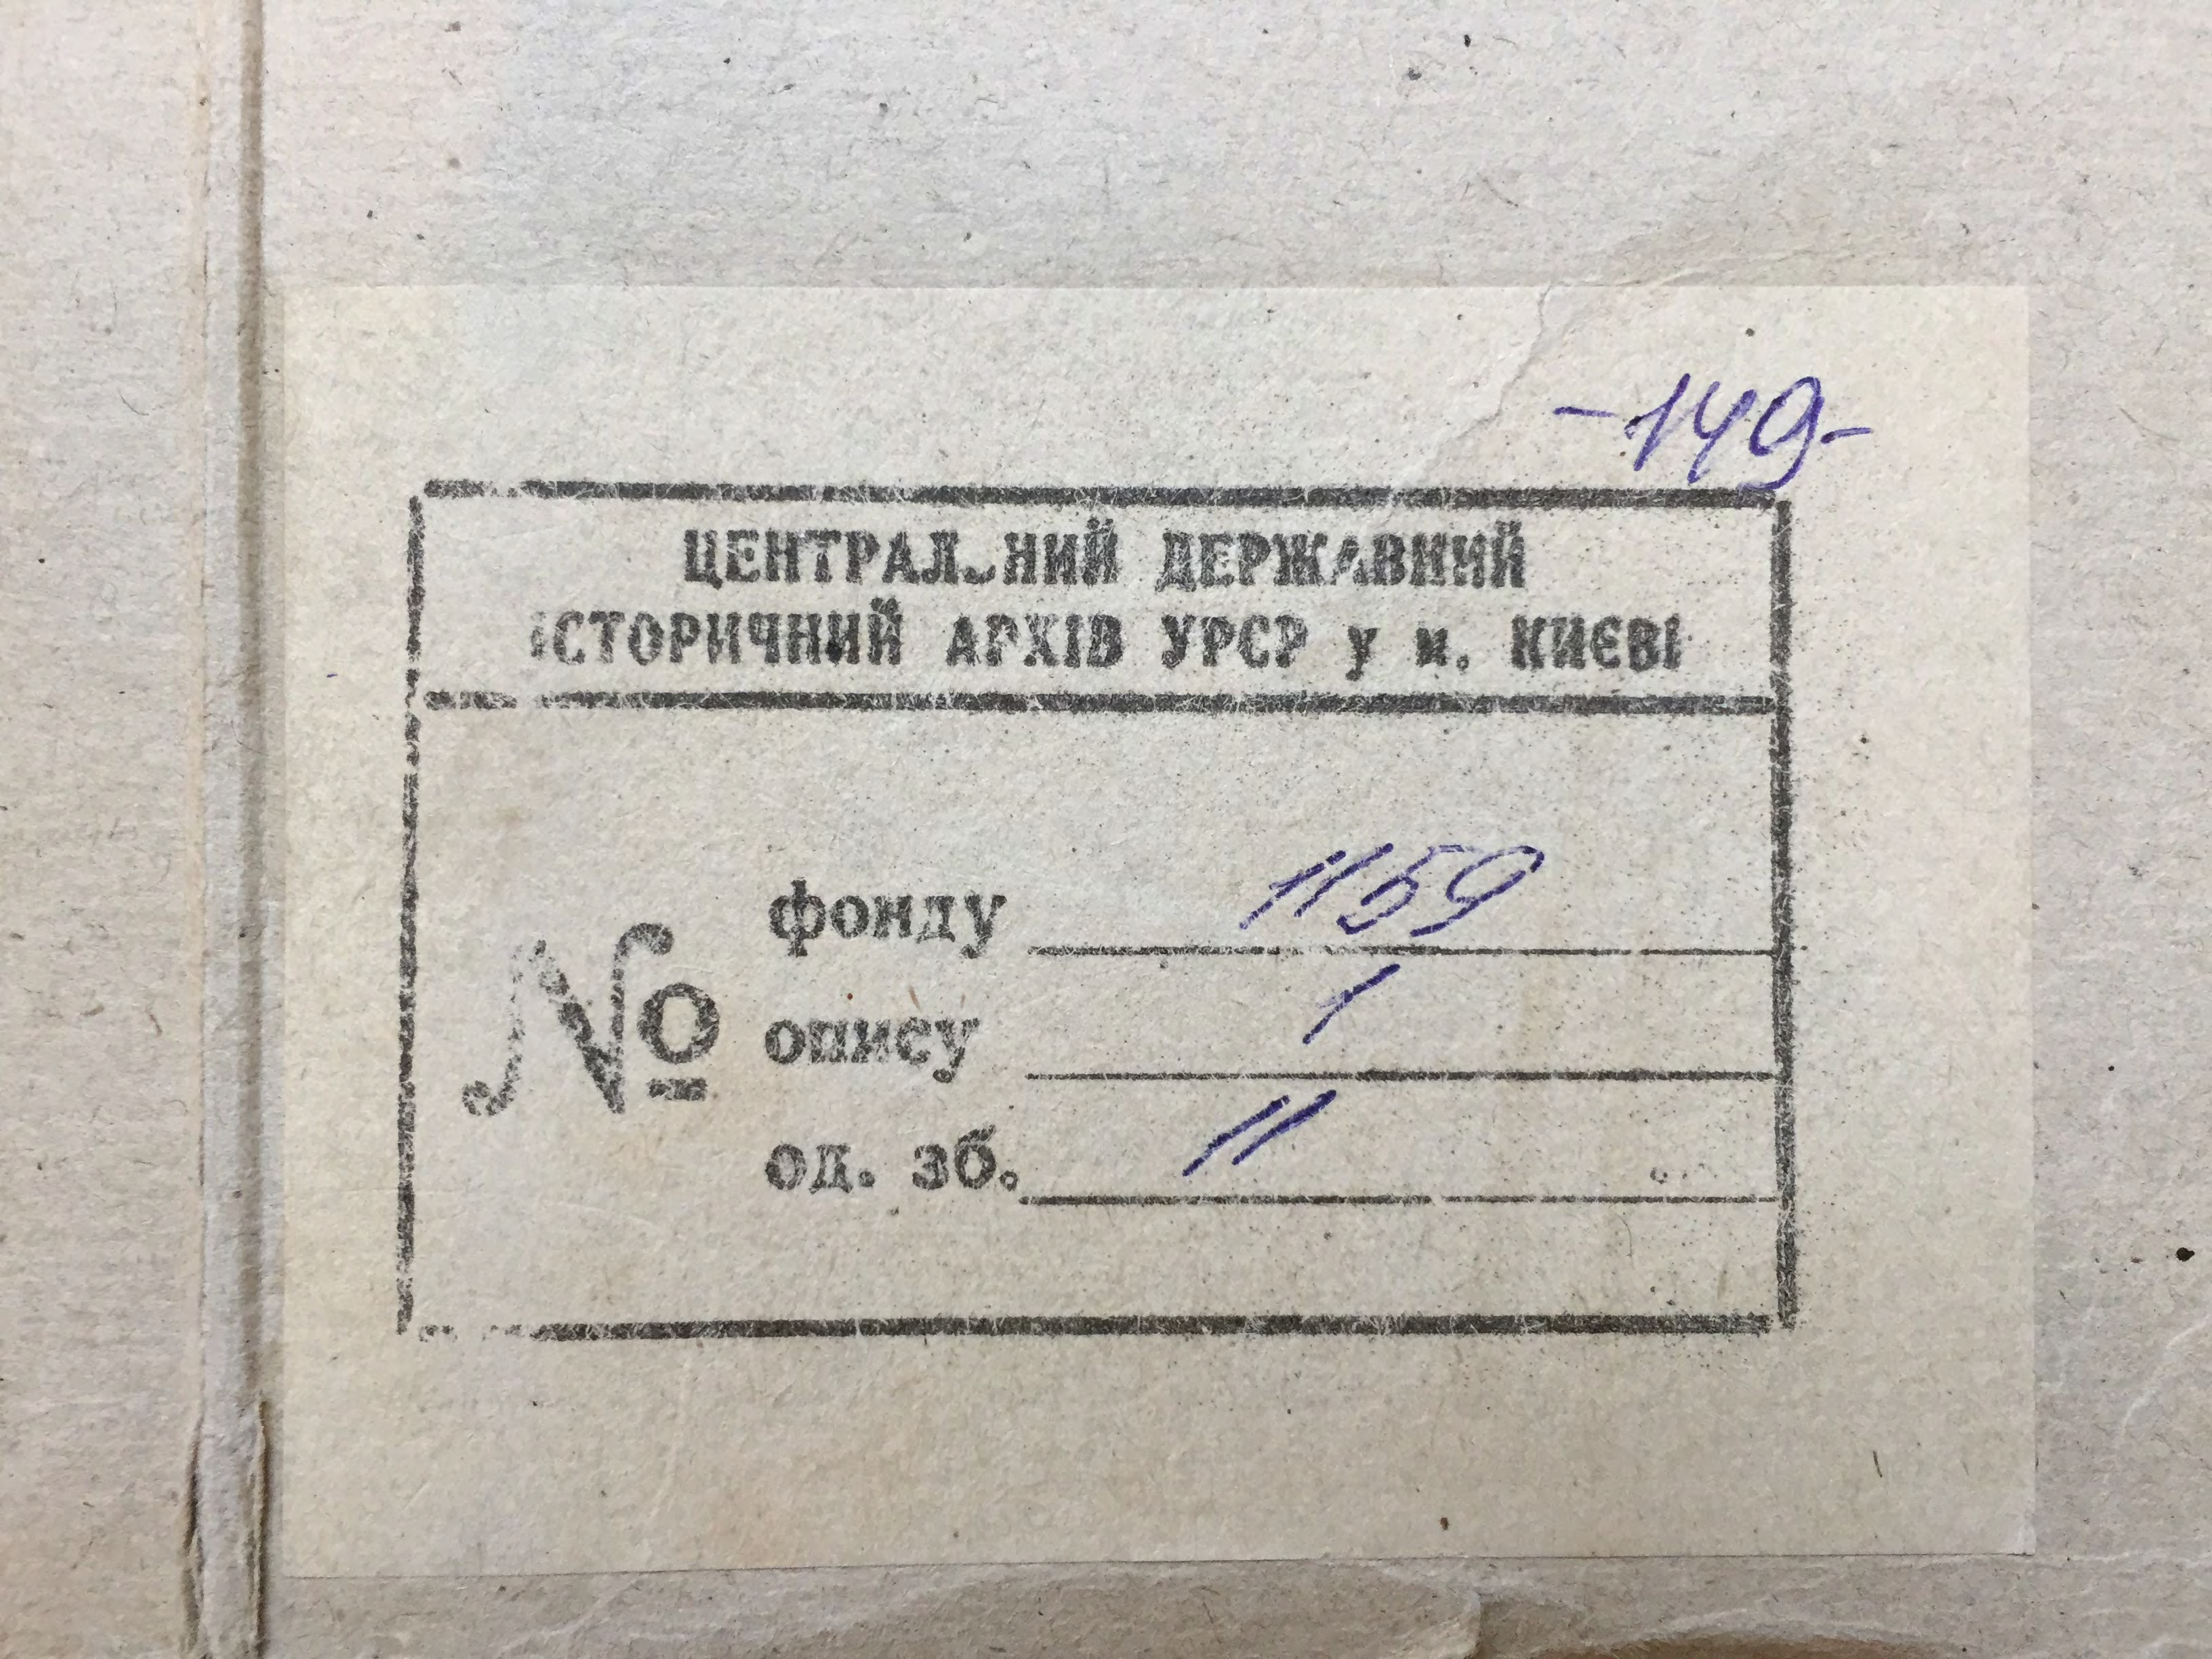 -149-
ЦЕНТРАЛЬНИЙ ДЕРЖАВНИЙ
ІСТОРИЧНИЙ АРХІВ УРСР у м. КИЄВІ
№
фонду 1159
опису 1
од. зб. 11